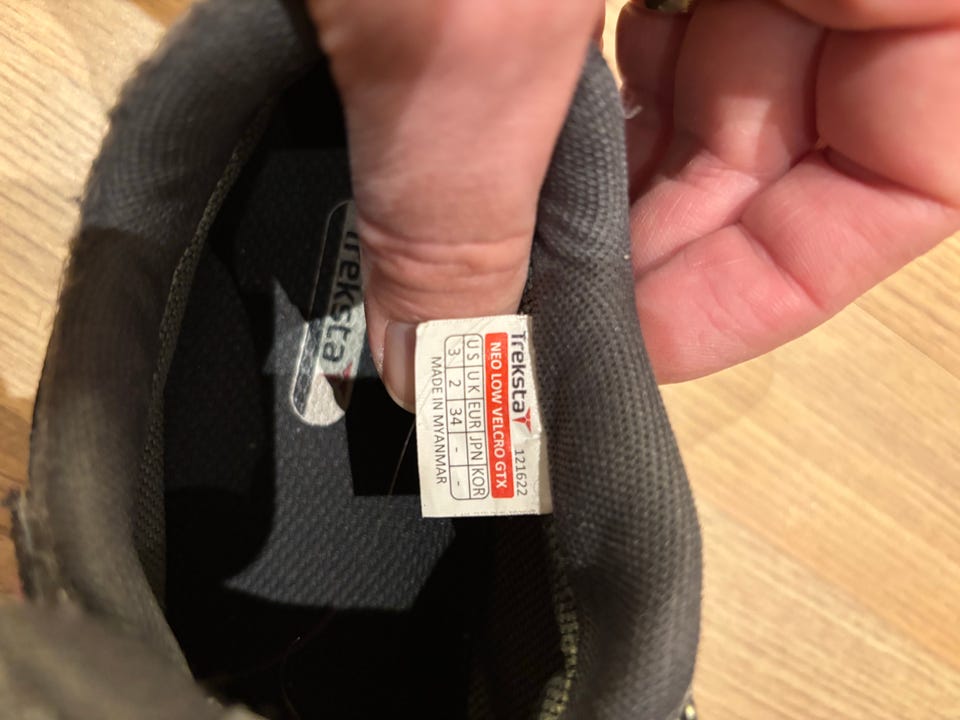 Treksta 121622
NEO LOW VELCRO GTX
US UK EUR JPN KOR
3 2 34 - -
MADE IN MYANMAR
Treksta